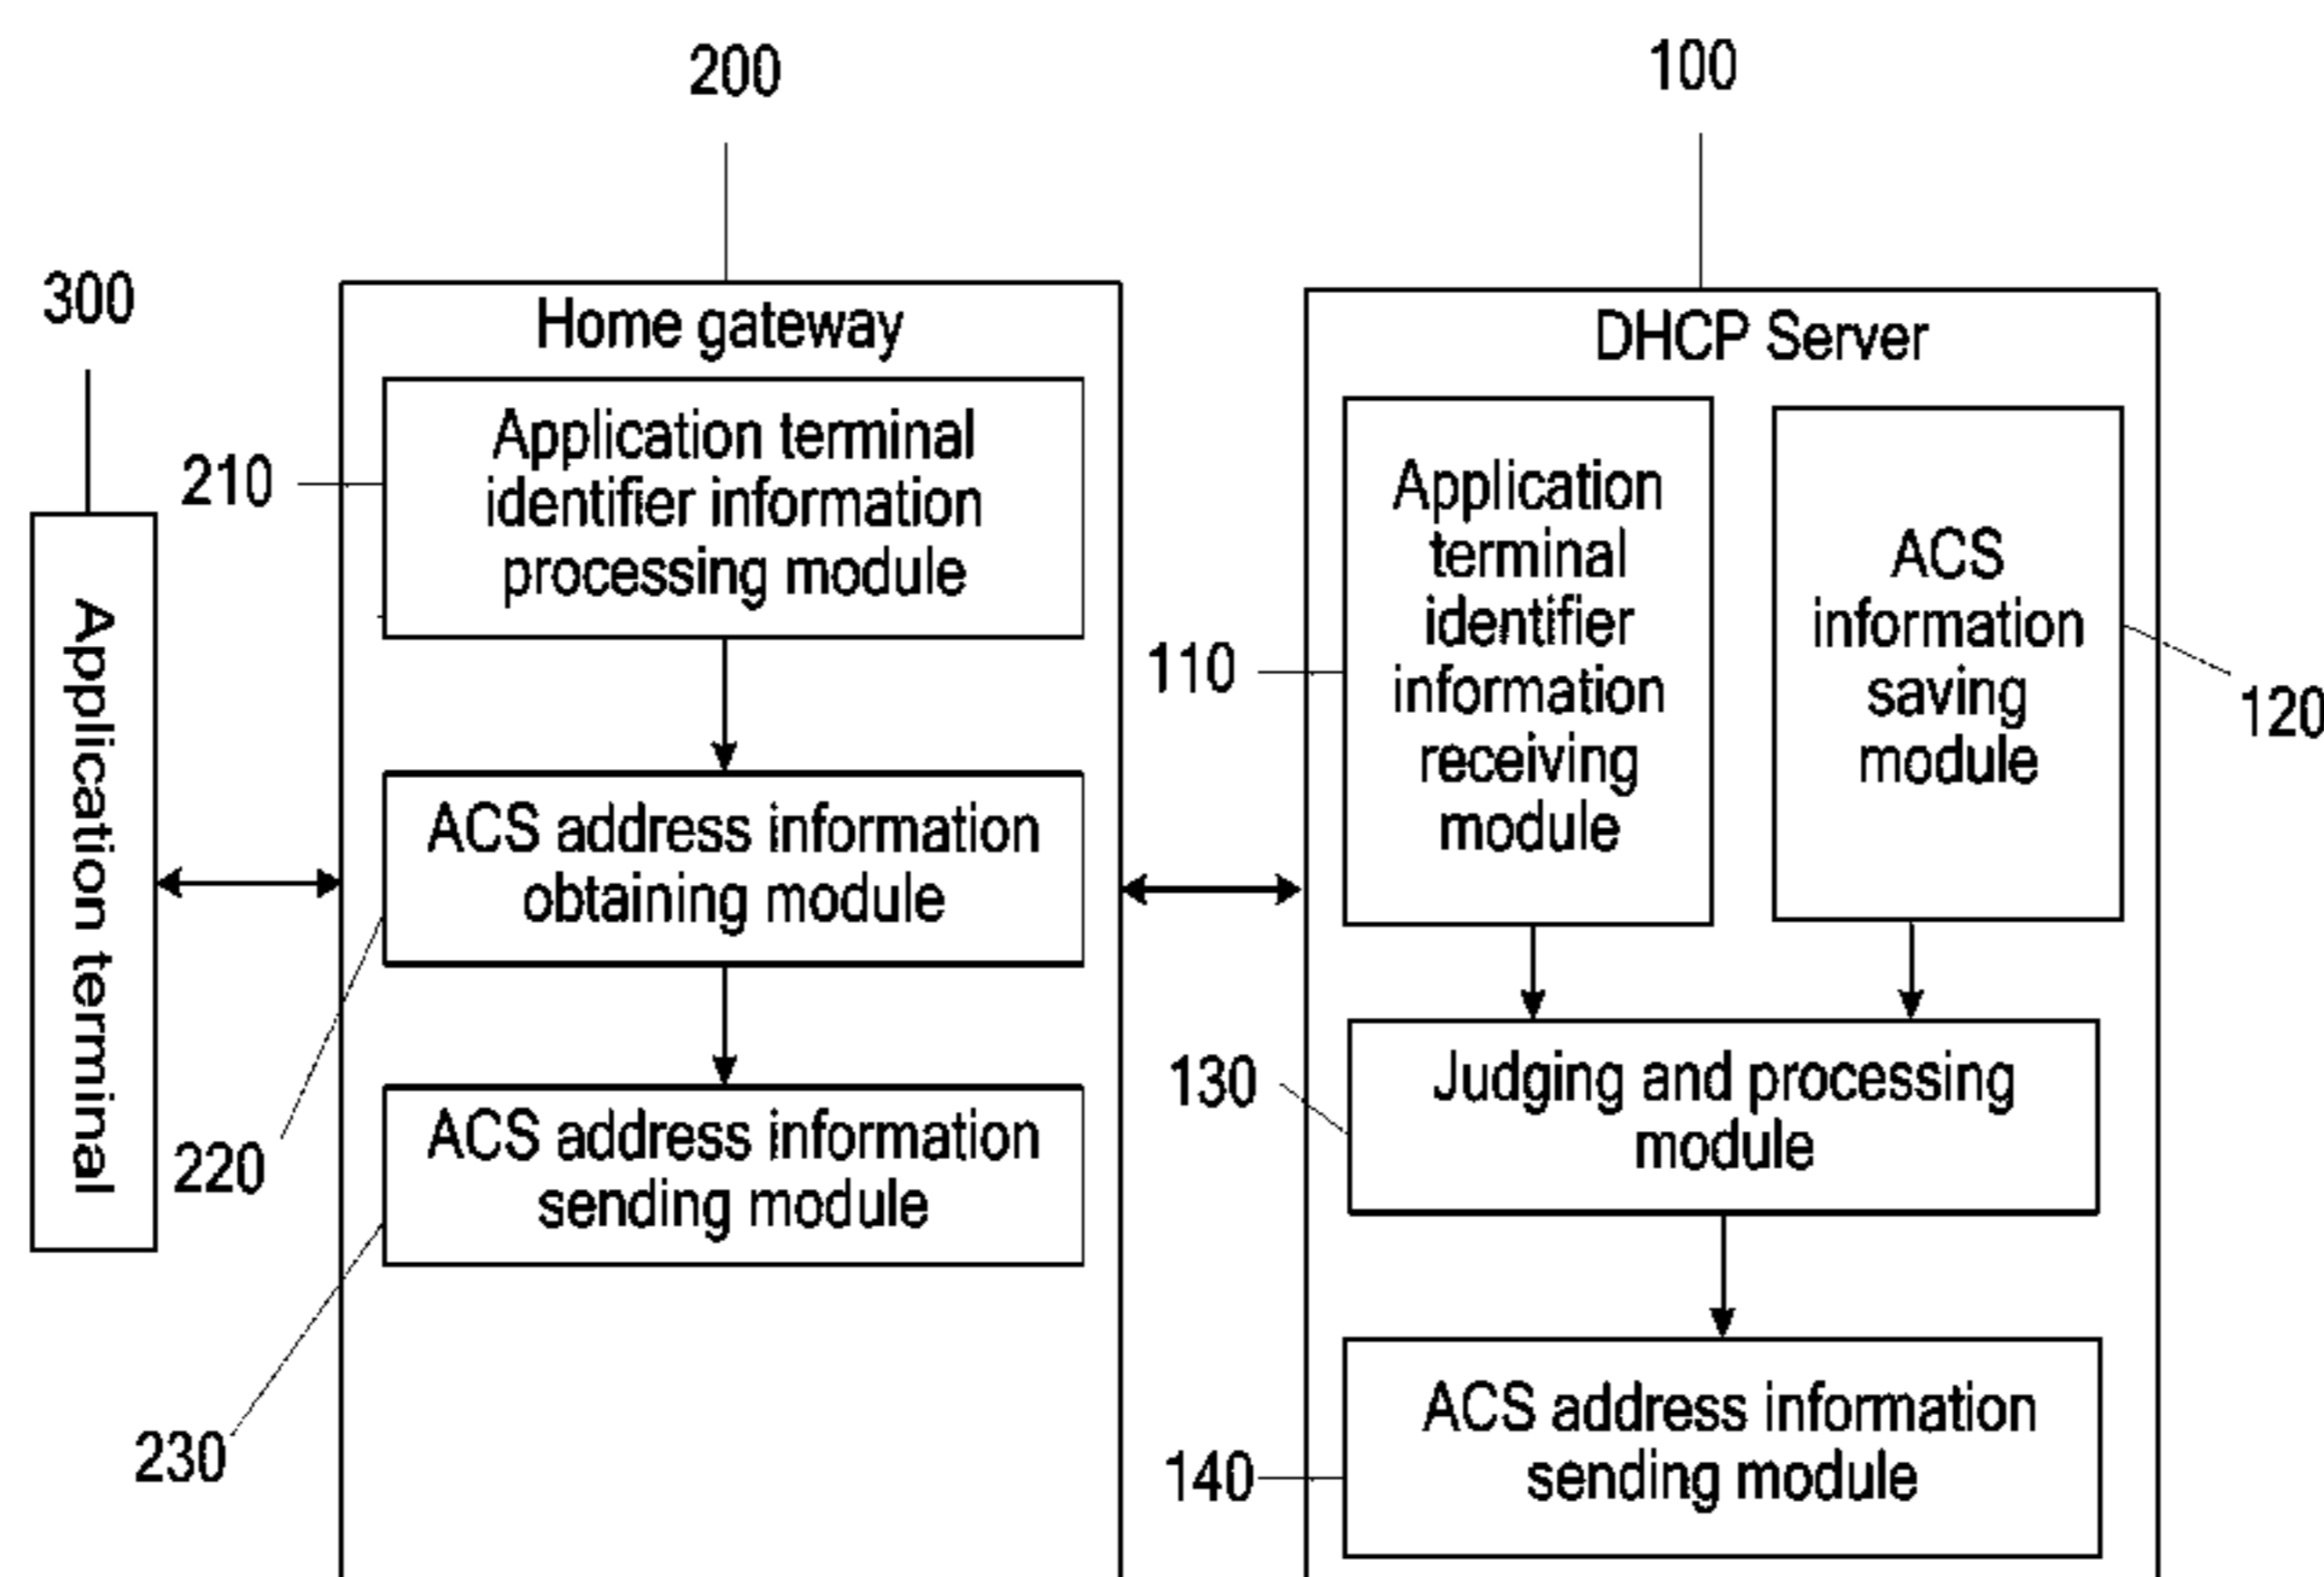 200
100
300
Home gateway
DHCP Server
210
Application terminal
identifier information
processing module
Application
terminal
identifier
information
receiving
module
ACS
information
saving
module
110
120
Application terminal
ACS address information
obtaining module
220
130
Judging and processing
module
ACS address information
sending module
230
140
ACS address information
sending module